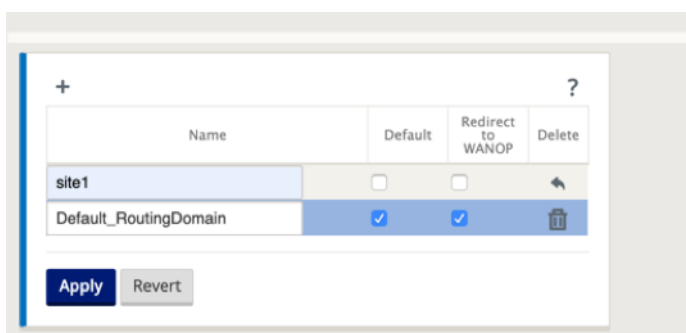 + ?
Name Default Redirect to WANOP Delete
site1
Default_RoutingDomain
Apply Revert